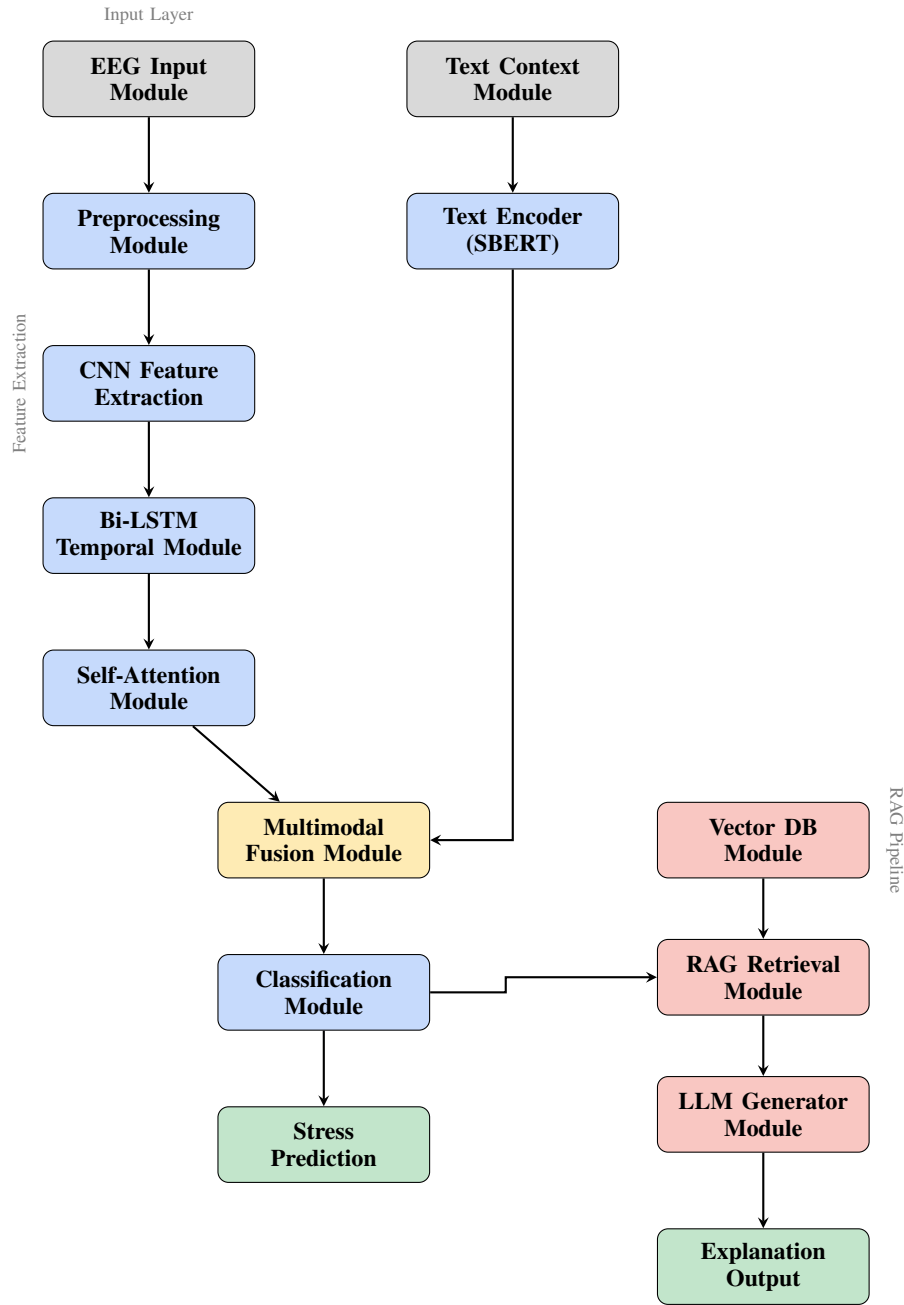 Input Layer
EEG Input
Module
Text Context
Module
Preprocessing
Module
Text Encoder
(SBERT)
Feature Extraction
CNN Feature
Extraction
Bi-LSTM
Temporal Module
Self-Attention
Module
Multimodal
Fusion Module
Vector DB
Module
RAG Pipeline
Classification
Module
RAG Retrieval
Module
LLM Generator
Module
Stress
Prediction
Explanation
Output